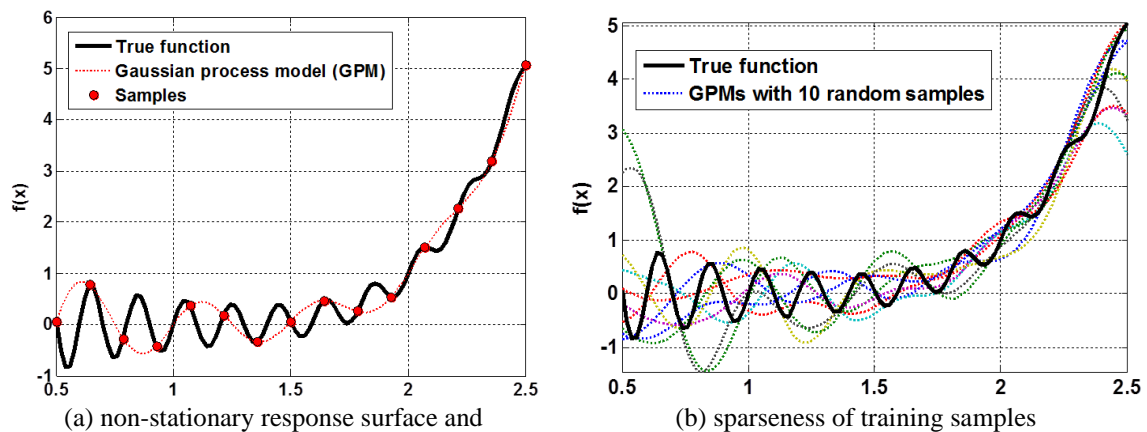 6
5
4
3
2
1
0
-1
f(x)
True function
Gaussian process model (GPM)
Samples
0.5
1
1.5
2
2.5
(a) non-stationary response surface and
5
4
3
2
1
0
-1
f(x)
True function
GPMs with 10 random samples
0.5
1
1.5
2
2.5
(b) sparseness of training samples